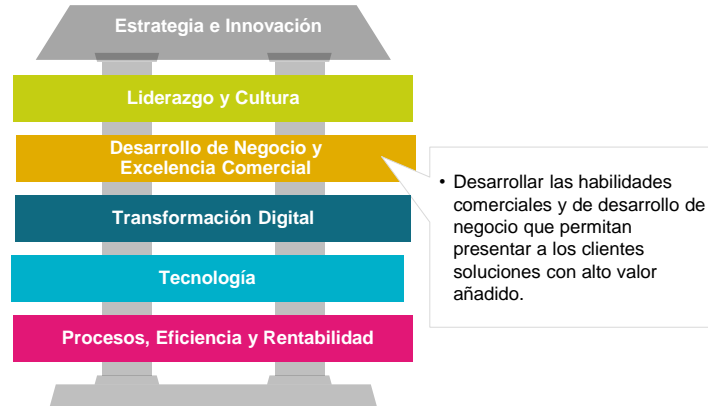 Estrategia e Innovación
Liderazgo y Cultura
Desarrollo de Negocio y
Excelencia Comercial
Transformación Digital
Tecnología
Procesos, Eficiencia y Rentabilidad
• Desarrollar las habilidades
comerciales y de desarrollo de
negocio que permitan
presentar a los clientes
soluciones con alto valor
añadido.